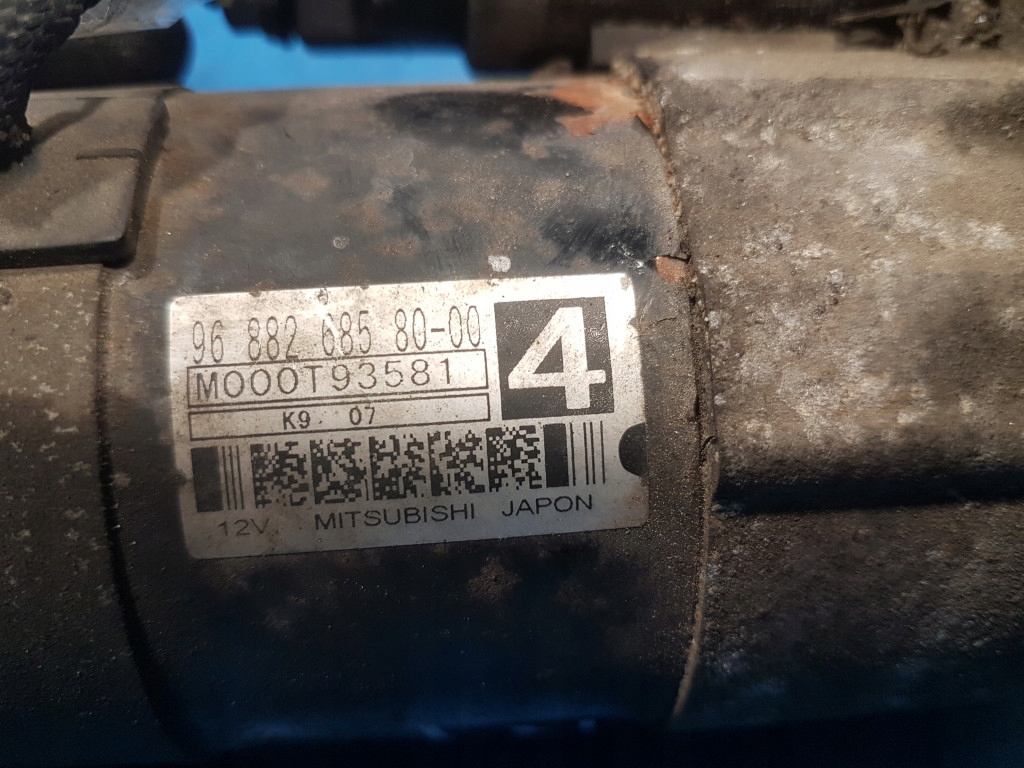 96 882 685 80-00
4
M000T93581
K9 07
12V MITSUBISHI JAPON